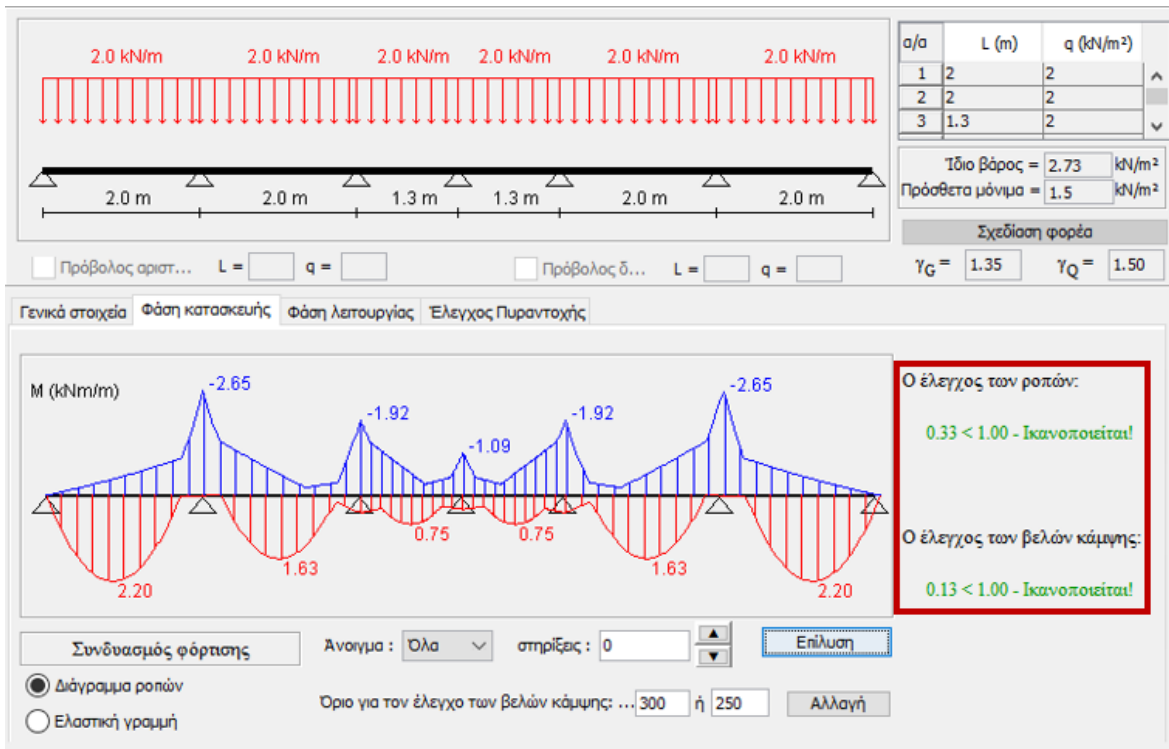 2.0 kN/m 2.0 kN/m 2.0 kN/m 2.0 kN/m 2.0 kN/m 2.0 kN/m
2.0 m 2.0 m 1.3 m 1.3 m 2.0 m 2.0 m
α/α L (m) q (kN/m²)
1 2 2
2 2 2
3 1.3 2
Ίδιο βάρος = 2.73 kN/m²
Πρόσθετα μόνιμα = 1.5 kN/m²
Σχεδίαση φορέα
Πρόβολος αριστ... L = q = Πρόβολος δ... L = q =
γG = 1.35 γQ = 1.50
Γενικά στοιχεία Φάση κατασκευής Φάση λειτουργίας Έλεγχος Πυραντοχής
M (kNm/m)
-2.65 -1.92 -1.09 -1.92 -2.65
2.20 1.63 0.75 0.75 1.63 2.20
Ο έλεγχος των ροπών:
0.33 < 1.00 - Ικανοποιείται!
Ο έλεγχος των βελών κάμψης:
0.13 < 1.00 - Ικανοποιείται!
Συνδυασμός φόρτισης Άνοιγμα : Όλα στηρίξεις : 0 Επίλυση
Διάγραμμα ροπών
Όριο για τον έλεγχο των βελών κάμψης: ... 300 ή 250 Αλλαγή
Ελαστική γραμμή